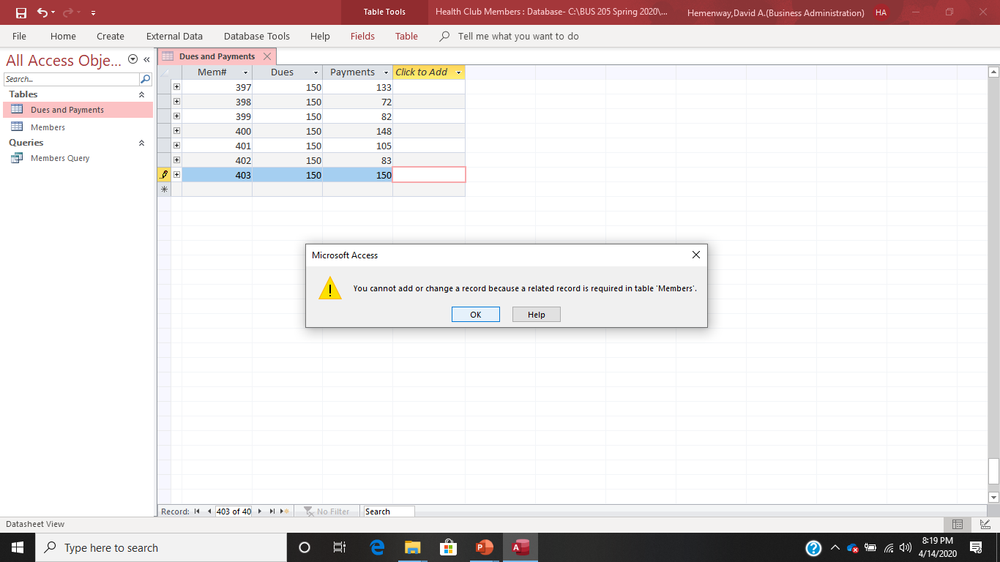 Table Tools
Health Club Members : Database- C:\BUS 205 Spring 2020\...
Hemenway,David A.(Business Administration)
HA
File Home Create External Data Database Tools Help Fields Table Tell me what you want to do
All Access Obje... «
Search...
Tables
Dues and Payments
Members
Queries
Members Query
Dues and Payments
Mem# Dues Payments Click to Add
397 150 133
398 150 72
399 150 82
400 150 148
401 150 105
402 150 83
403 150 150
Microsoft Access
You cannot add or change a record because a related record is required in table 'Members'.
OK Help
Record: 403 of 40 No Filter Search
Datasheet View
Type here to search
8:19 PM
4/14/2020